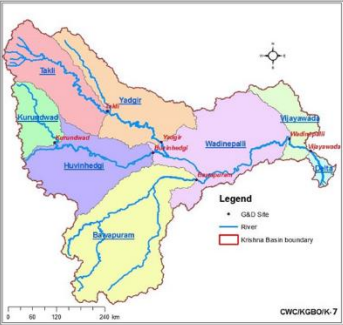 Takli
Yadgir
Takli
Kurundwad
Kurundwad
Yadgir
Huvinhedgi
Huvinhedgi
Wadinepalli
Vijayawada
Wadinepalli
Vijayawada
Delta
Bawapuram
Bawapuram
Legend
G&D Site
River
Krishna Basin boundary
0 60 120 240 km
CWC/KGBO/K-7